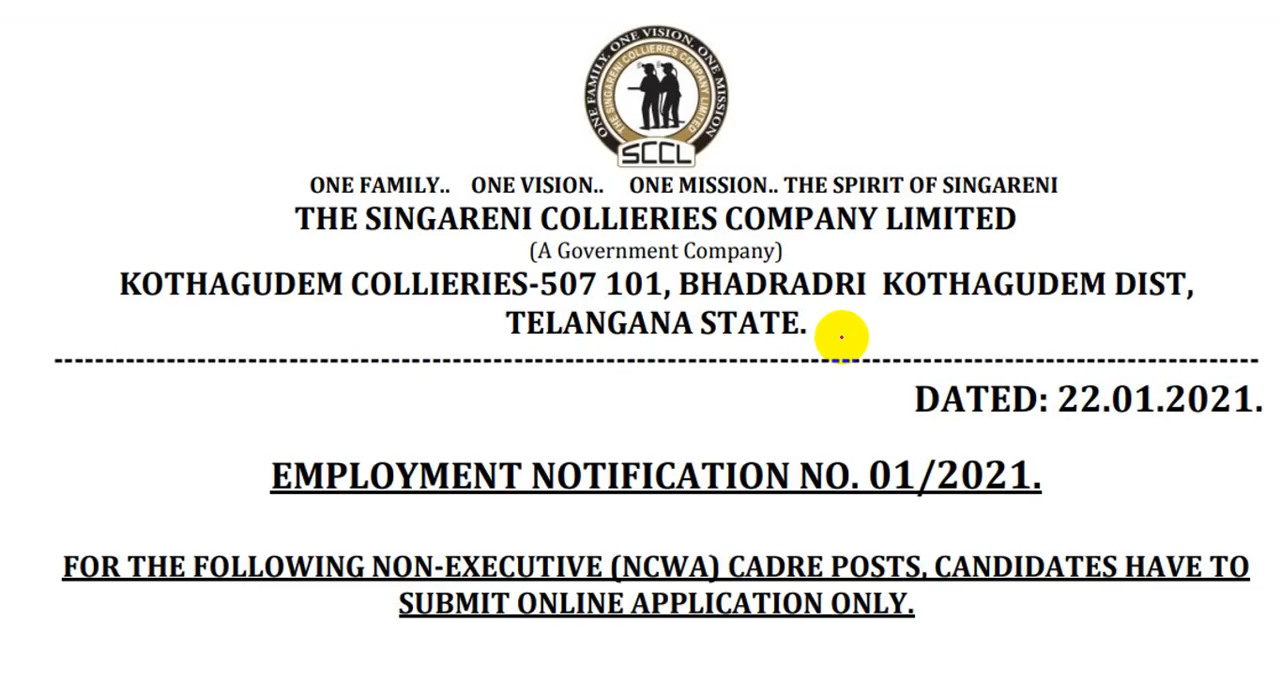 ONE FAMILY. ONE VISION. ONE MISSION
THE SINGARENI COLLIERIES COMPANY LIMITED
SCCL
ONE FAMILY.. ONE VISION.. ONE MISSION.. THE SPIRIT OF SINGARENI
THE SINGARENI COLLIERIES COMPANY LIMITED
(A Government Company)
KOTHAGUDEM COLLIERIES-507 101, BHADRADRI KOTHAGUDEM DIST,
TELANGANA STATE.
--------------------------------------------------------------------------------------------------------------
DATED: 22.01.2021.
EMPLOYMENT NOTIFICATION NO. 01/2021.
FOR THE FOLLOWING NON-EXECUTIVE (NCWA) CADRE POSTS, CANDIDATES HAVE TO
SUBMIT ONLINE APPLICATION ONLY.